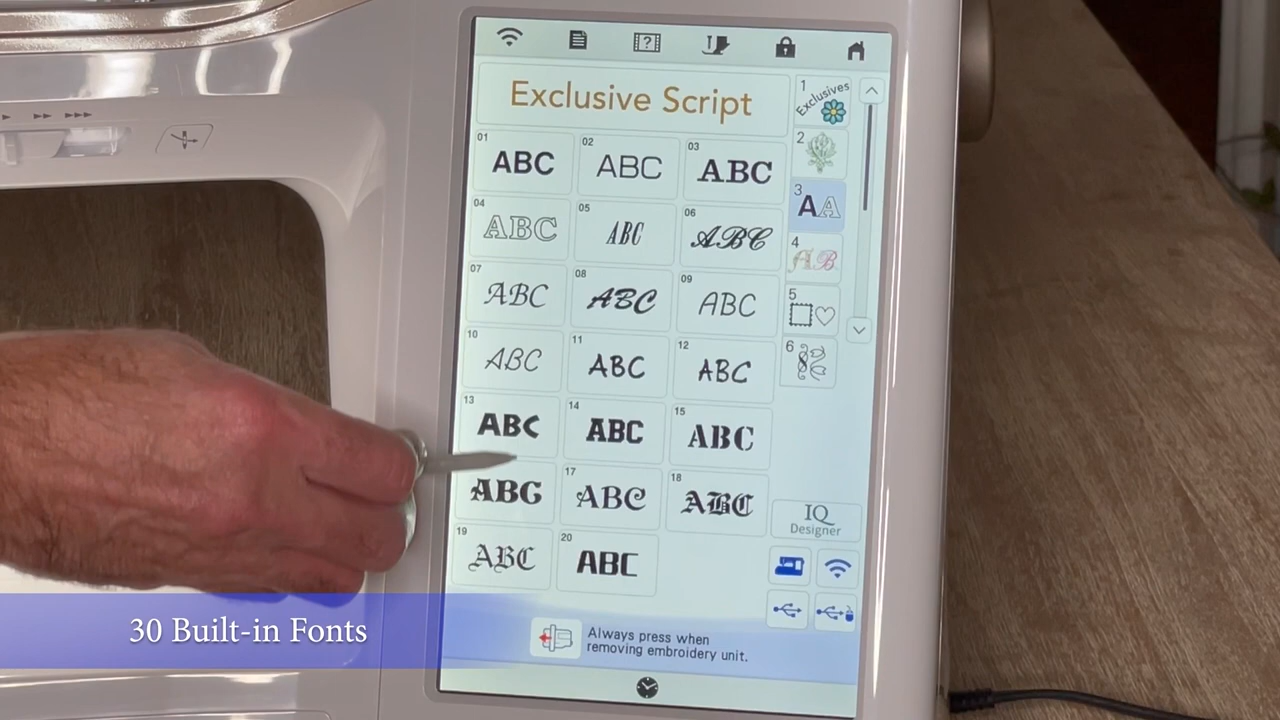 Exclusive Script
1
Exclusives
01
ABC
02
ABC
03
ABC
2
04
ABC
05
ABC
06
ABC
3
AA
07
ABC
08
ABC
09
ABC
4
AB
10
ABC
11
ABC
12
ABC
5
13
ABC
14
ABC
15
ABC
6
ABC
17
ABC
18
ABC
19
ABC
20
ABC
IQ
Designer
Always press when
removing embroidery unit.
30 Built-in Fonts